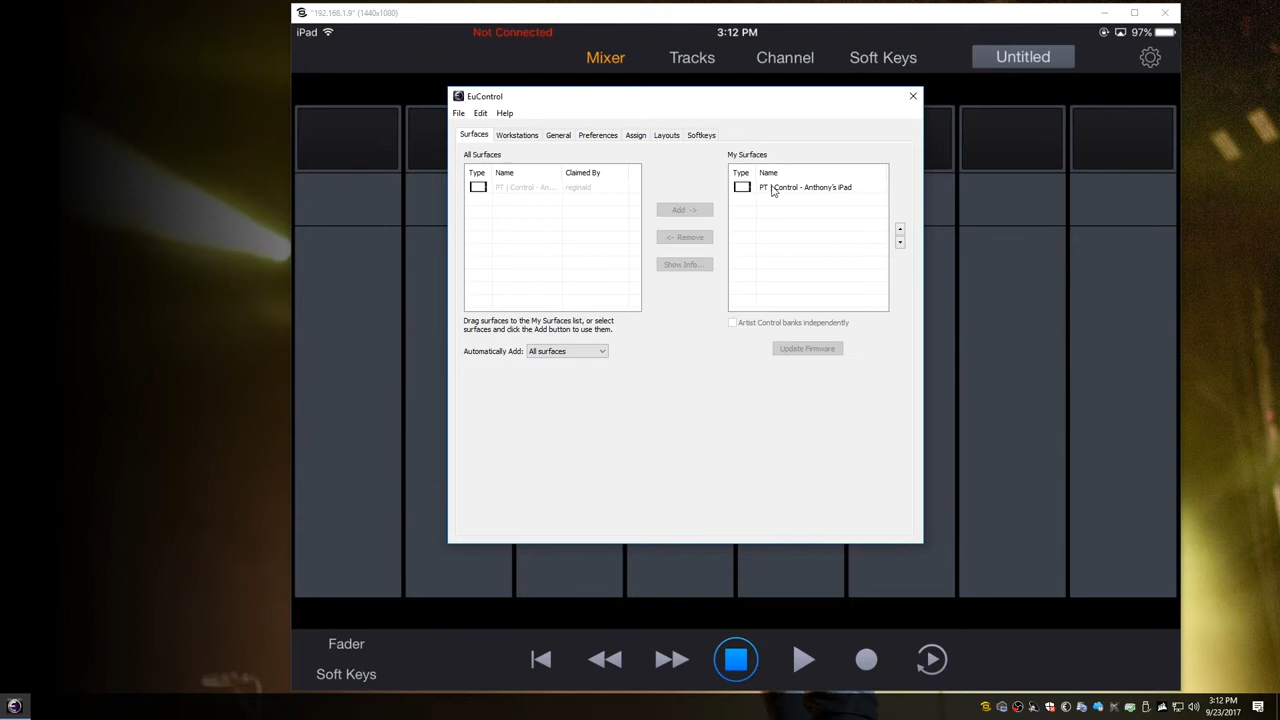 "192.168.1.9" (1440x1080)
iPad
Not Connected
3:12 PM
97%
Mixer
Tracks
Channel
Soft Keys
Untitled
EuControl
File Edit Help
Surfaces Workstations General Preferences Assign Layouts Softkeys
All Surfaces
Type Name Claimed By
PT | Control - An... reginald
Add ->
<- Remove
Show Info...
My Surfaces
Type Name
PT | Control - Anthony's iPad
Drag surfaces to the My Surfaces list, or select
surfaces and click the Add button to use them.
Automatically Add: All surfaces
Artist Control banks independently
Update Firmware
Fader
Soft Keys
3:12 PM
9/23/2017